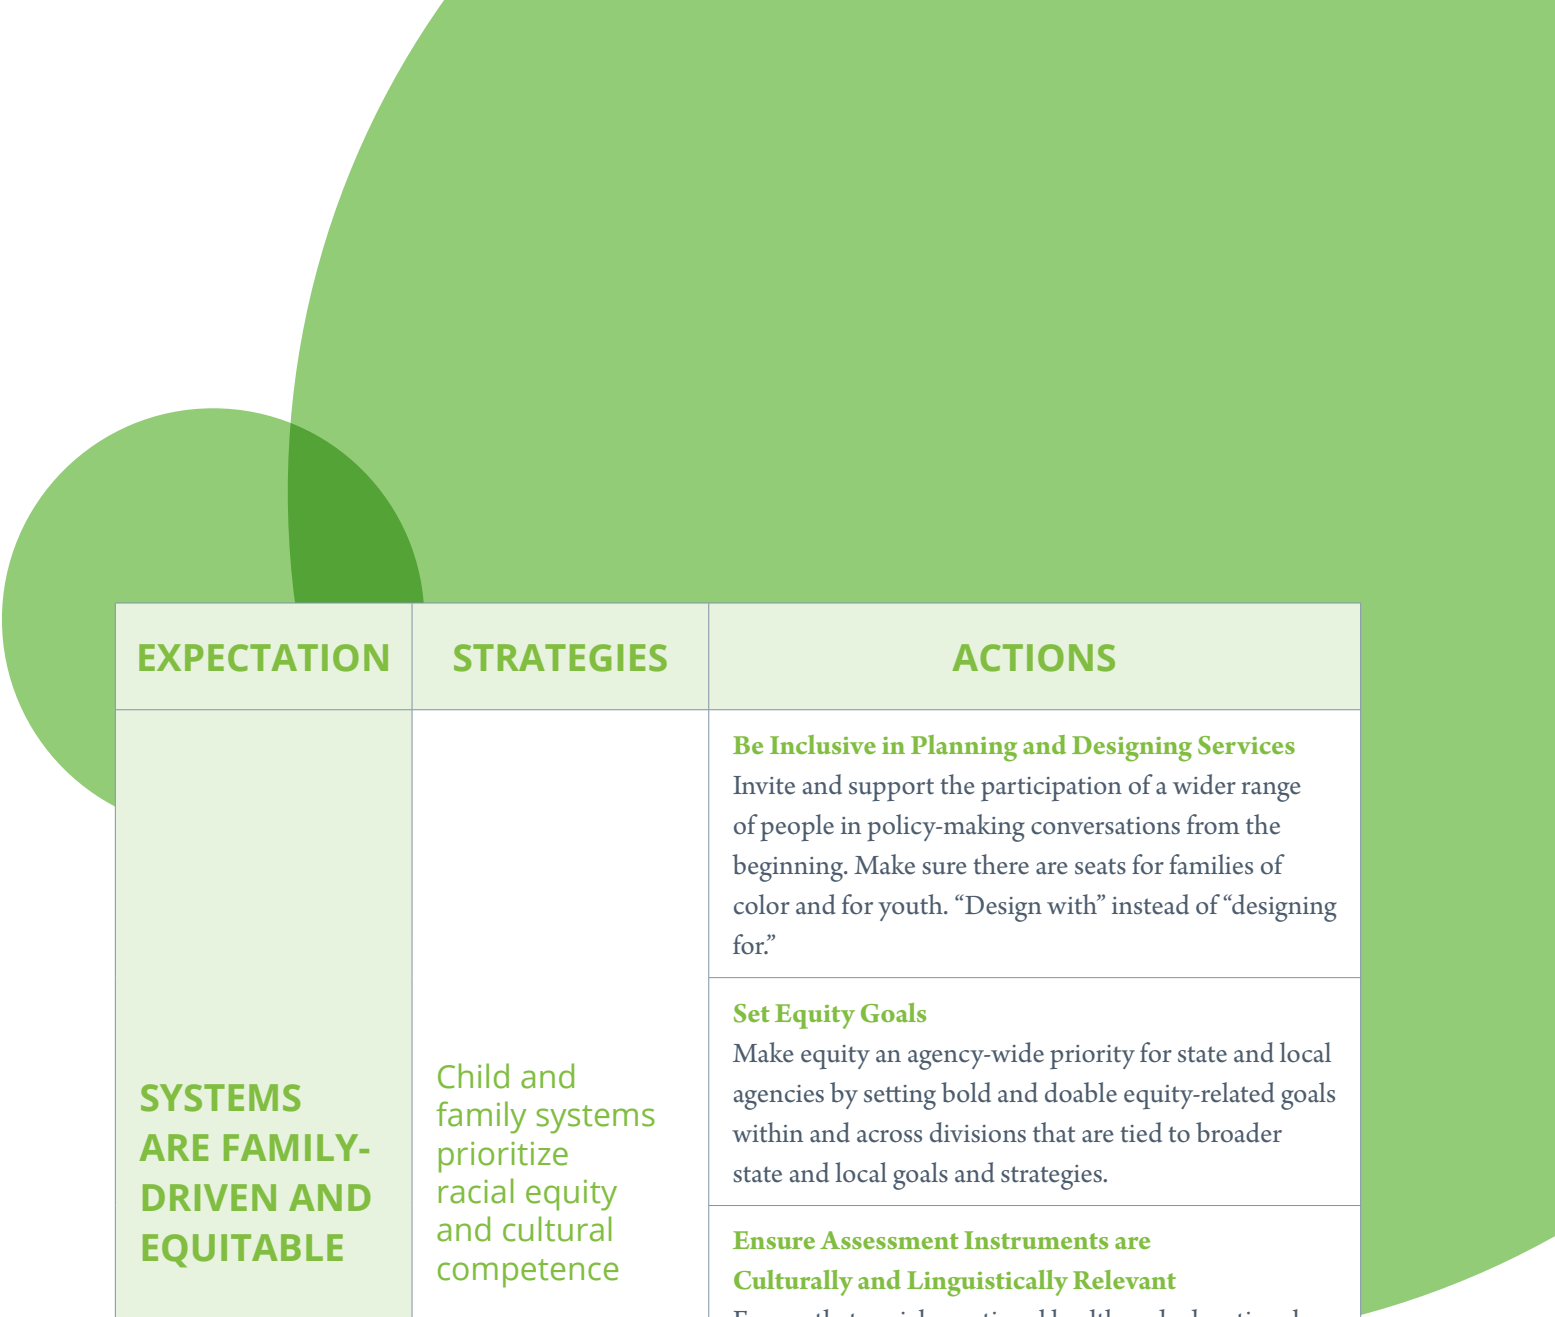 EXPECTATION
STRATEGIES
ACTIONS
SYSTEMS
ARE FAMILY-
DRIVEN AND
EQUITABLE
Child and
family systems
prioritize
racial equity
and cultural
competence
Be Inclusive in Planning and Designing Services
Invite and support the participation of a wider range
of people in policy-making conversations from the
beginning. Make sure there are seats for families of
color and for youth. “Design with” instead of “designing
for.”
Set Equity Goals
Make equity an agency-wide priority for state and local
agencies by setting bold and doable equity-related goals
within and across divisions that are tied to broader
state and local goals and strategies.
Ensure Assessment Instruments are
Culturally and Linguistically Relevant